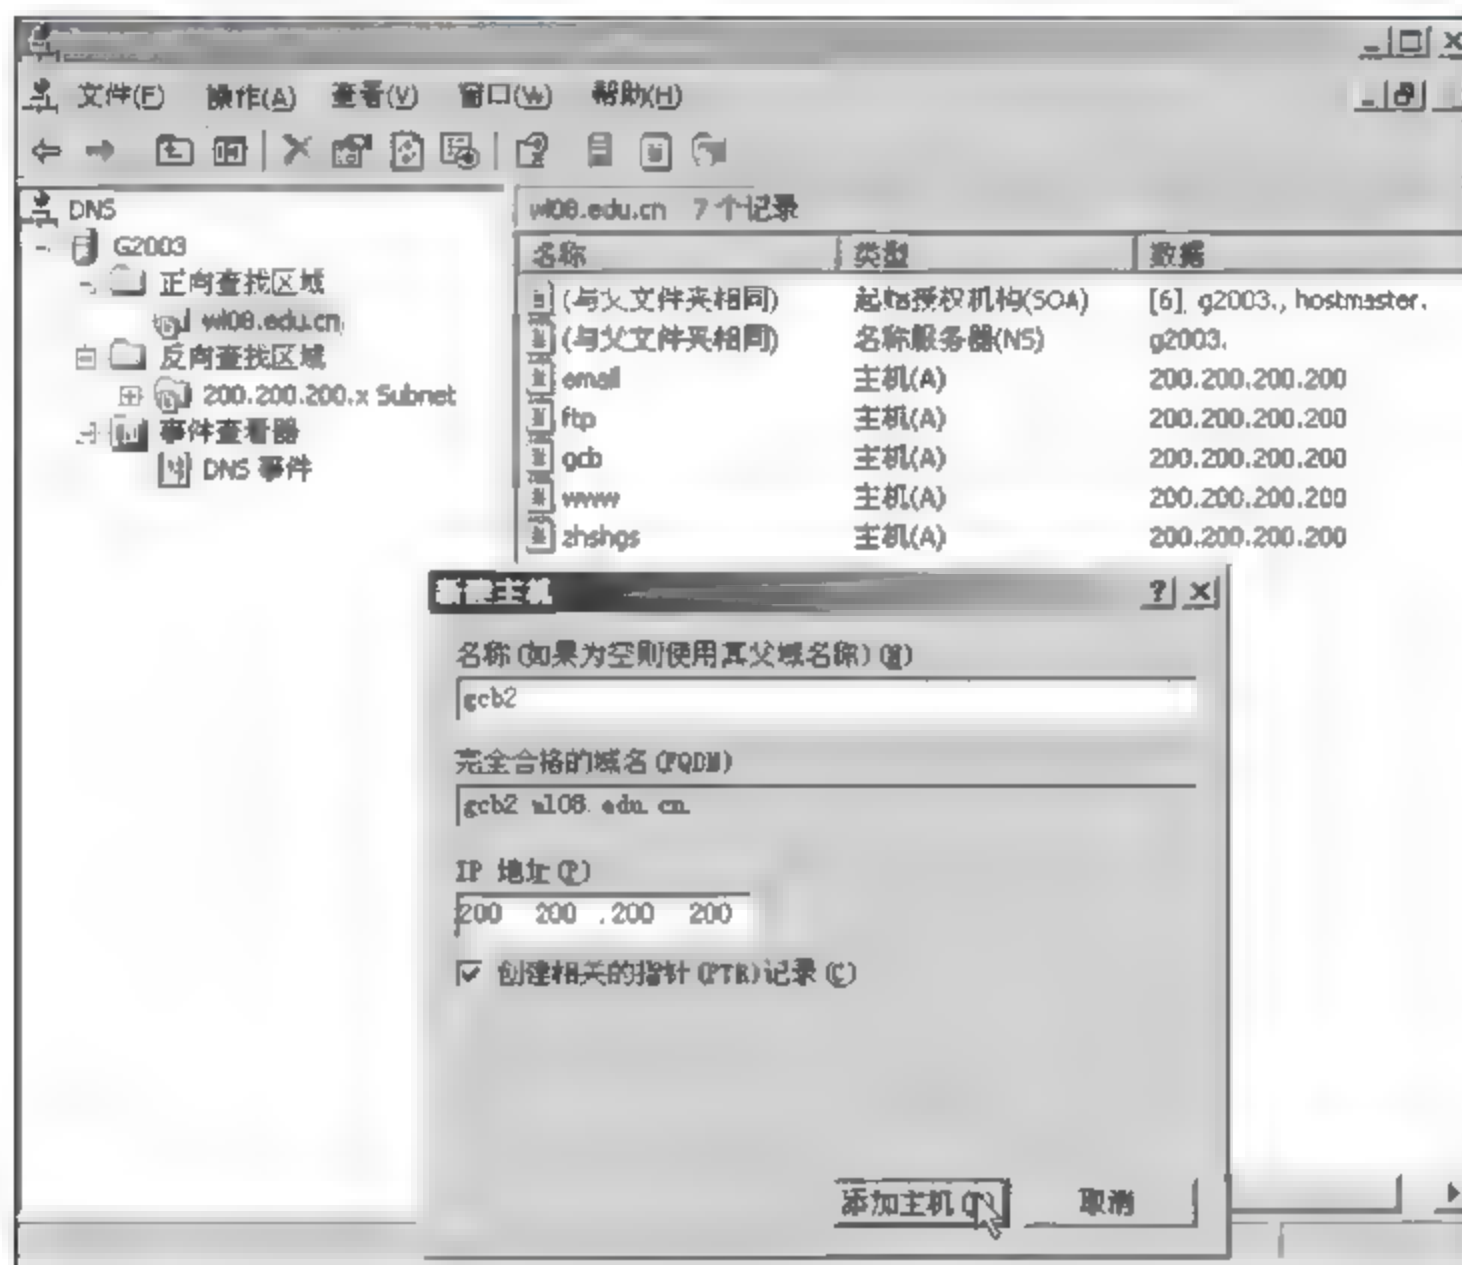 文件(F) 操作(A) 查看(V) 窗口(W) 帮助(H)
DNS
G2003
正向查找区域
wl08.edu.cn
反向查找区域
200.200.200.x Subnet
事件查看器
DNS 事件
wl08.edu.cn 7 个记录
名称 类型 数据
(与父文件夹相同) 起始授权机构(SOA) [6], g2003., hostmaster.
(与父文件夹相同) 名称服务器(NS) g2003.
email 主机(A) 200.200.200.200
ftp 主机(A) 200.200.200.200
gcb 主机(A) 200.200.200.200
www 主机(A) 200.200.200.200
zhshgs 主机(A) 200.200.200.200
新建主机
名称(如果为空则使用其父域名称)(N)
gcb2
完全合格的域名(FQDN)
gcb2.wl08.edu.cn.
IP 地址(P)
200 200 .200 200
创建相关的指针(PTR)记录(C)
添加主机 取消